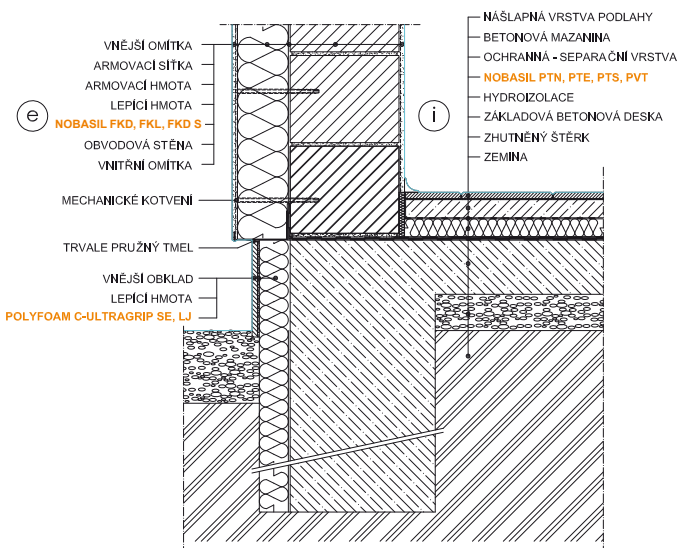 VNĚJŠÍ OMÍTKA
ARMOVACÍ SÍŤKA
ARMOVACÍ HMOTA
LEPÍCÍ HMOTA
NOBASIL FKD, FKL, FKD S
OBVODOVÁ STĚNA
VNITŘNÍ OMÍTKA
MECHANICKÉ KOTVENÍ
TRVALE PRUŽNÝ TMEL
VNĚJŠÍ OBKLAD
LEPÍCÍ HMOTA
POLYFOAM C-ULTRAGRIP SE, LJ
e
i
NÁŠLAPNÁ VRSTVA PODLAHY
BETONOVÁ MAZANINA
OCHRANNÁ - SEPARAČNÍ VRSTVA
NOBASIL PTN, PTE, PTS, PVT
HYDROIZOLACE
ZÁKLADOVÁ BETONOVÁ DESKA
ZHUTNĚNÝ ŠTĚRK
ZEMINA